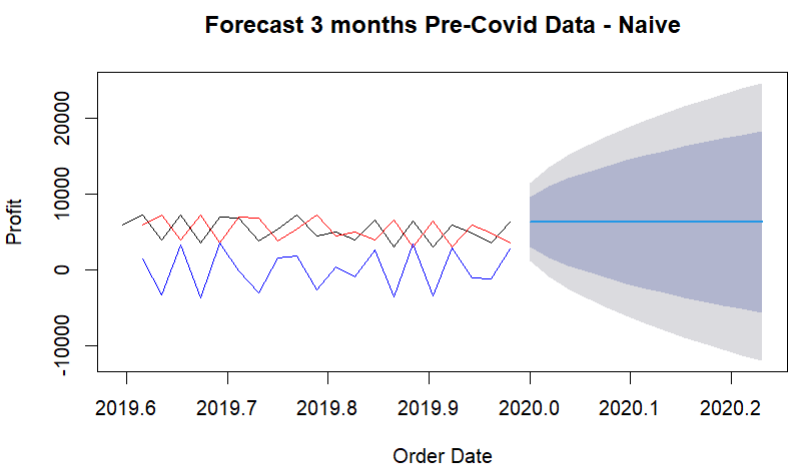 Forecast 3 months Pre-Covid Data - Naive
Profit
20000
10000
0
-10000
2019.6 2019.7 2019.8 2019.9 2020.0 2020.1 2020.2
Order Date